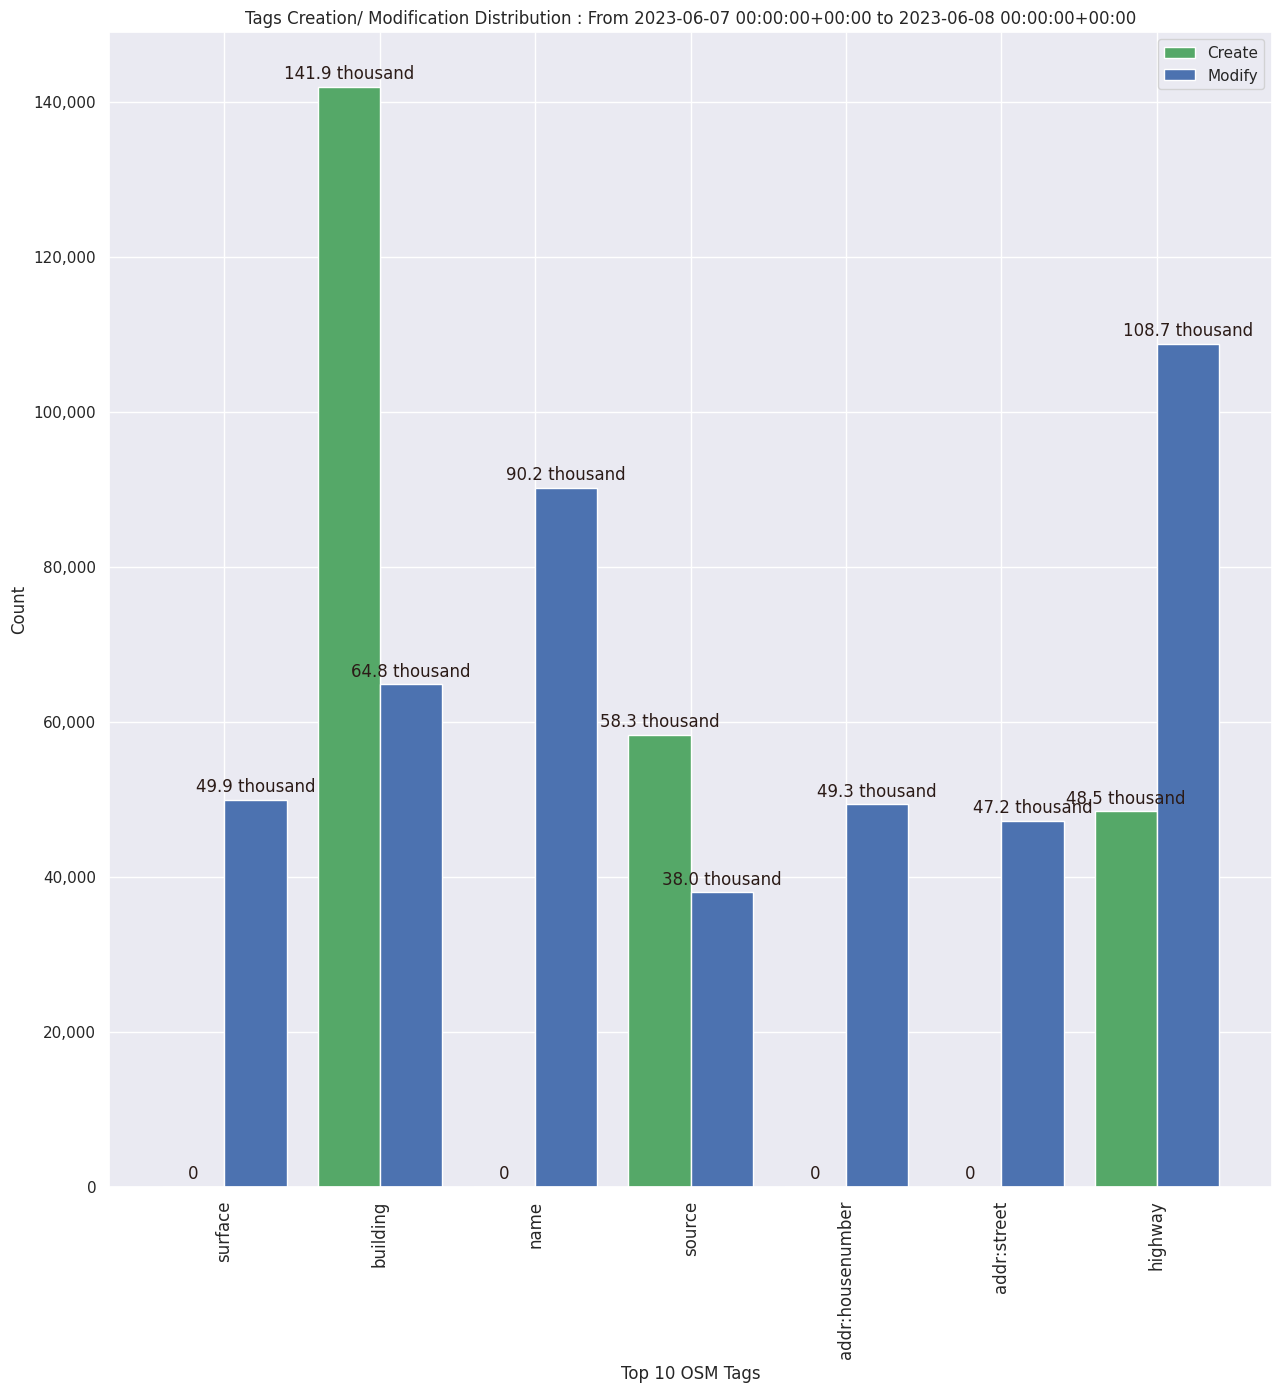 Tags Creation/ Modification Distribution : From 2023-06-07 00:00:00+00:00 to 2023-06-08 00:00:00+00:00
Create
Modify
141.9 thousand
140,000
120,000
108.7 thousand
100,000
90.2 thousand
80,000
Count
64.8 thousand
60,000
58.3 thousand
49.9 thousand
49.3 thousand
47.2 thousand
48.5 thousand
40,000
38.0 thousand
20,000
0
0
0
0
0
surface
building
name
source
addr:housenumber
addr:street
highway
Top 10 OSM Tags